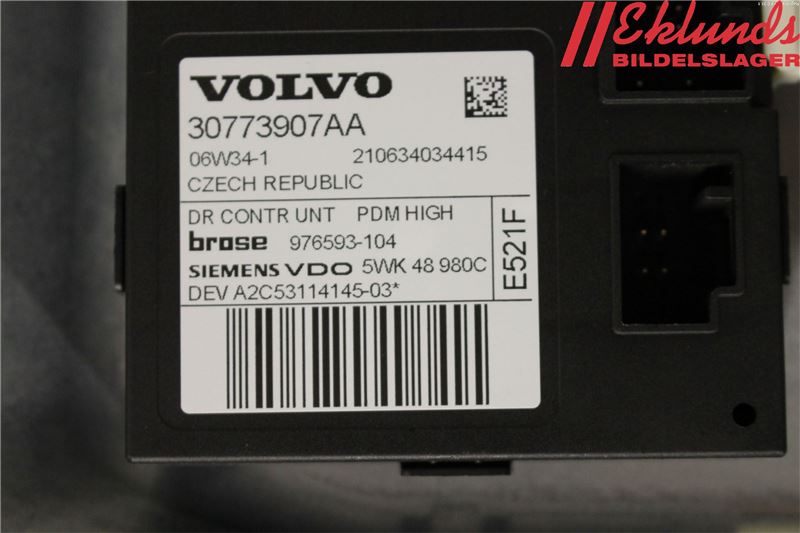 Eklunds
BILDELSLAGER
VOLVO
30773907AA
06W34-1 210634034415
CZECH REPUBLIC
DR CONTR UNT PDM HIGH
brose 976593-104
SIEMENS VDO 5WK 48 980C
DEV A2C53114145-03*
E521F